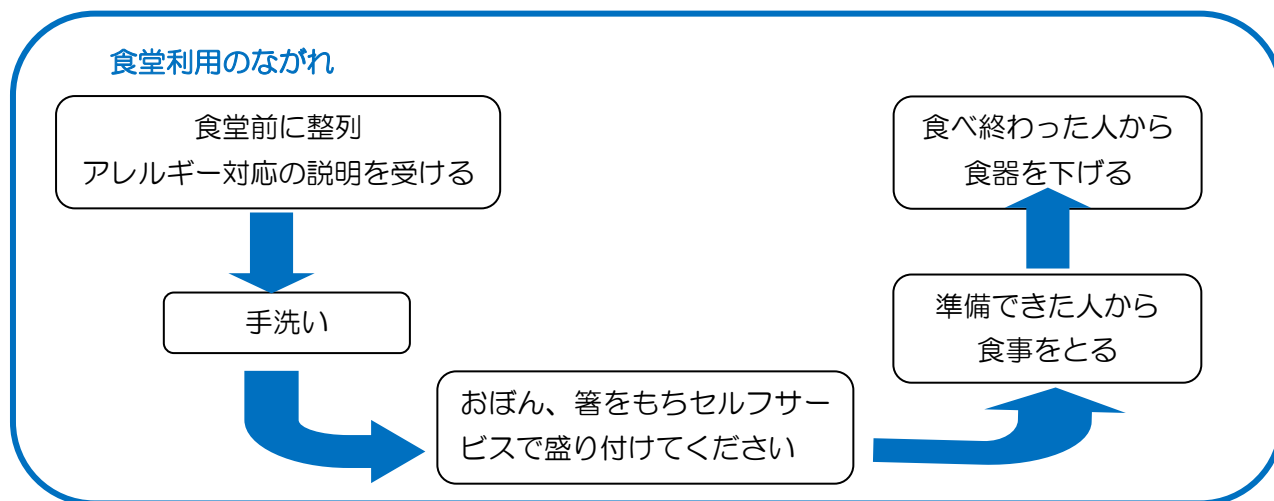 食堂利用のながれ
食堂前に整列
アレルギー対応の説明を受ける
手洗い
おぼん、箸をもちセルフサー
ビスで盛り付けてください
準備できた人から
食事をとる
食べ終わった人から
食器を下げる